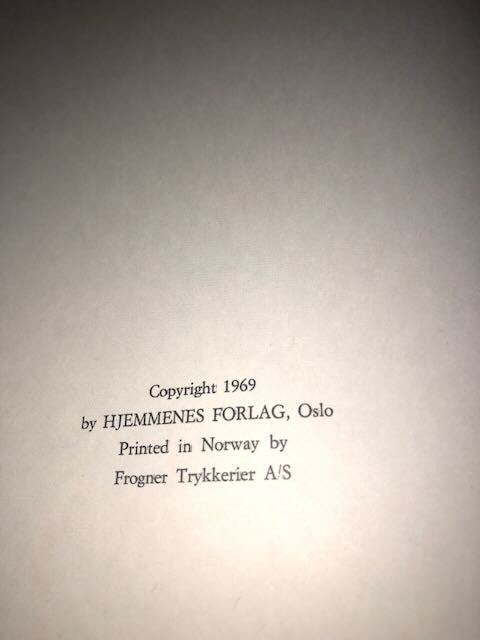 Copyright 1969
by HJEMMENES FORLAG, Oslo
Printed in Norway by
Frogner Trykkerier A/S